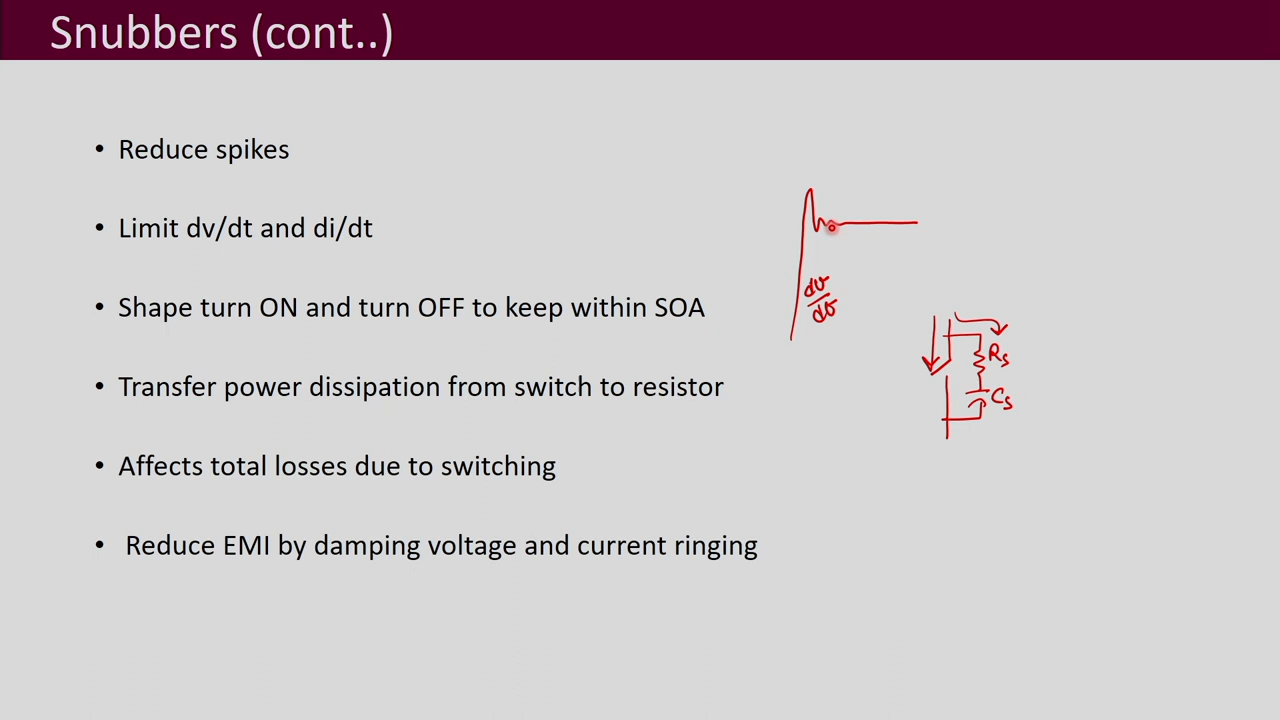 Snubbers (cont..)
• Reduce spikes
• Limit dv/dt and di/dt
• Shape turn ON and turn OFF to keep within SOA
• Transfer power dissipation from switch to resistor
• Affects total losses due to switching
• Reduce EMI by damping voltage and current ringing
dv
dt
Rs
Cs